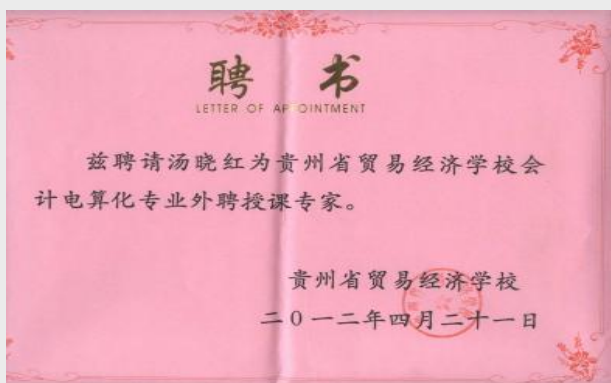 聘 书
LETTER OF APPOINTMENT
兹聘请汤晓红为贵州省贸易经济学校会
计电算化专业外聘授课专家。
贵州省贸易经济学校
二0一二年四月二十一日